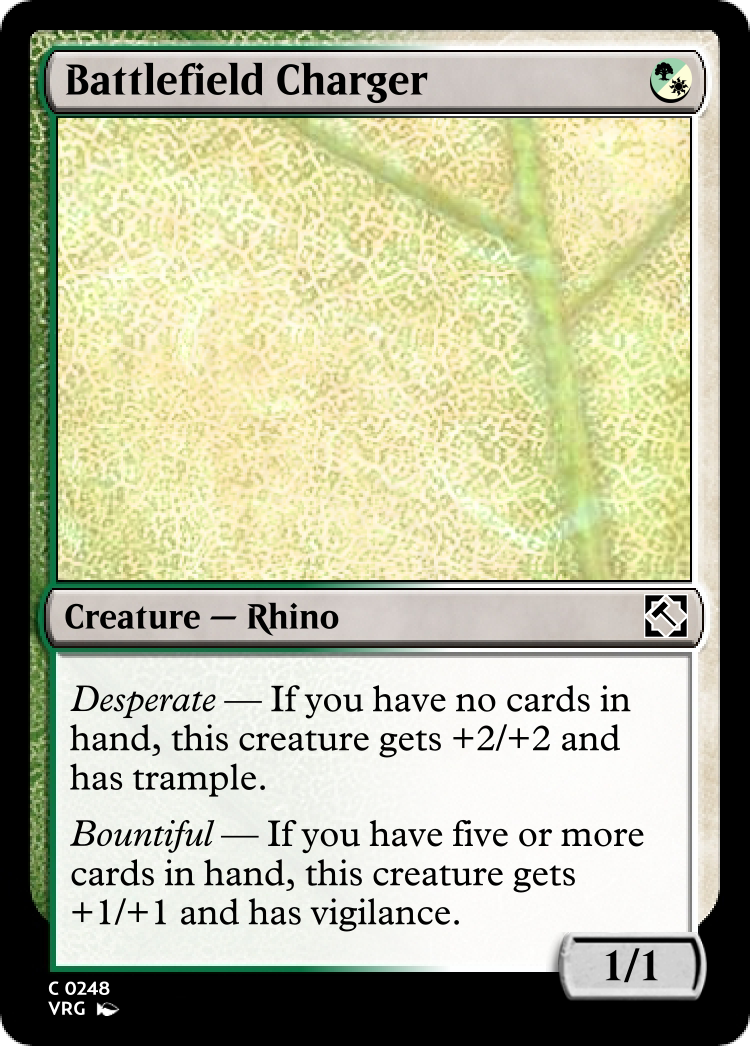 Battlefield Charger
Creature — Rhino
Desperate — If you have no cards in
hand, this creature gets +2/+2 and
has trample.
Bountiful — If you have five or more
cards in hand, this creature gets
+1/+1 and has vigilance.
1/1
C 0248
VRG